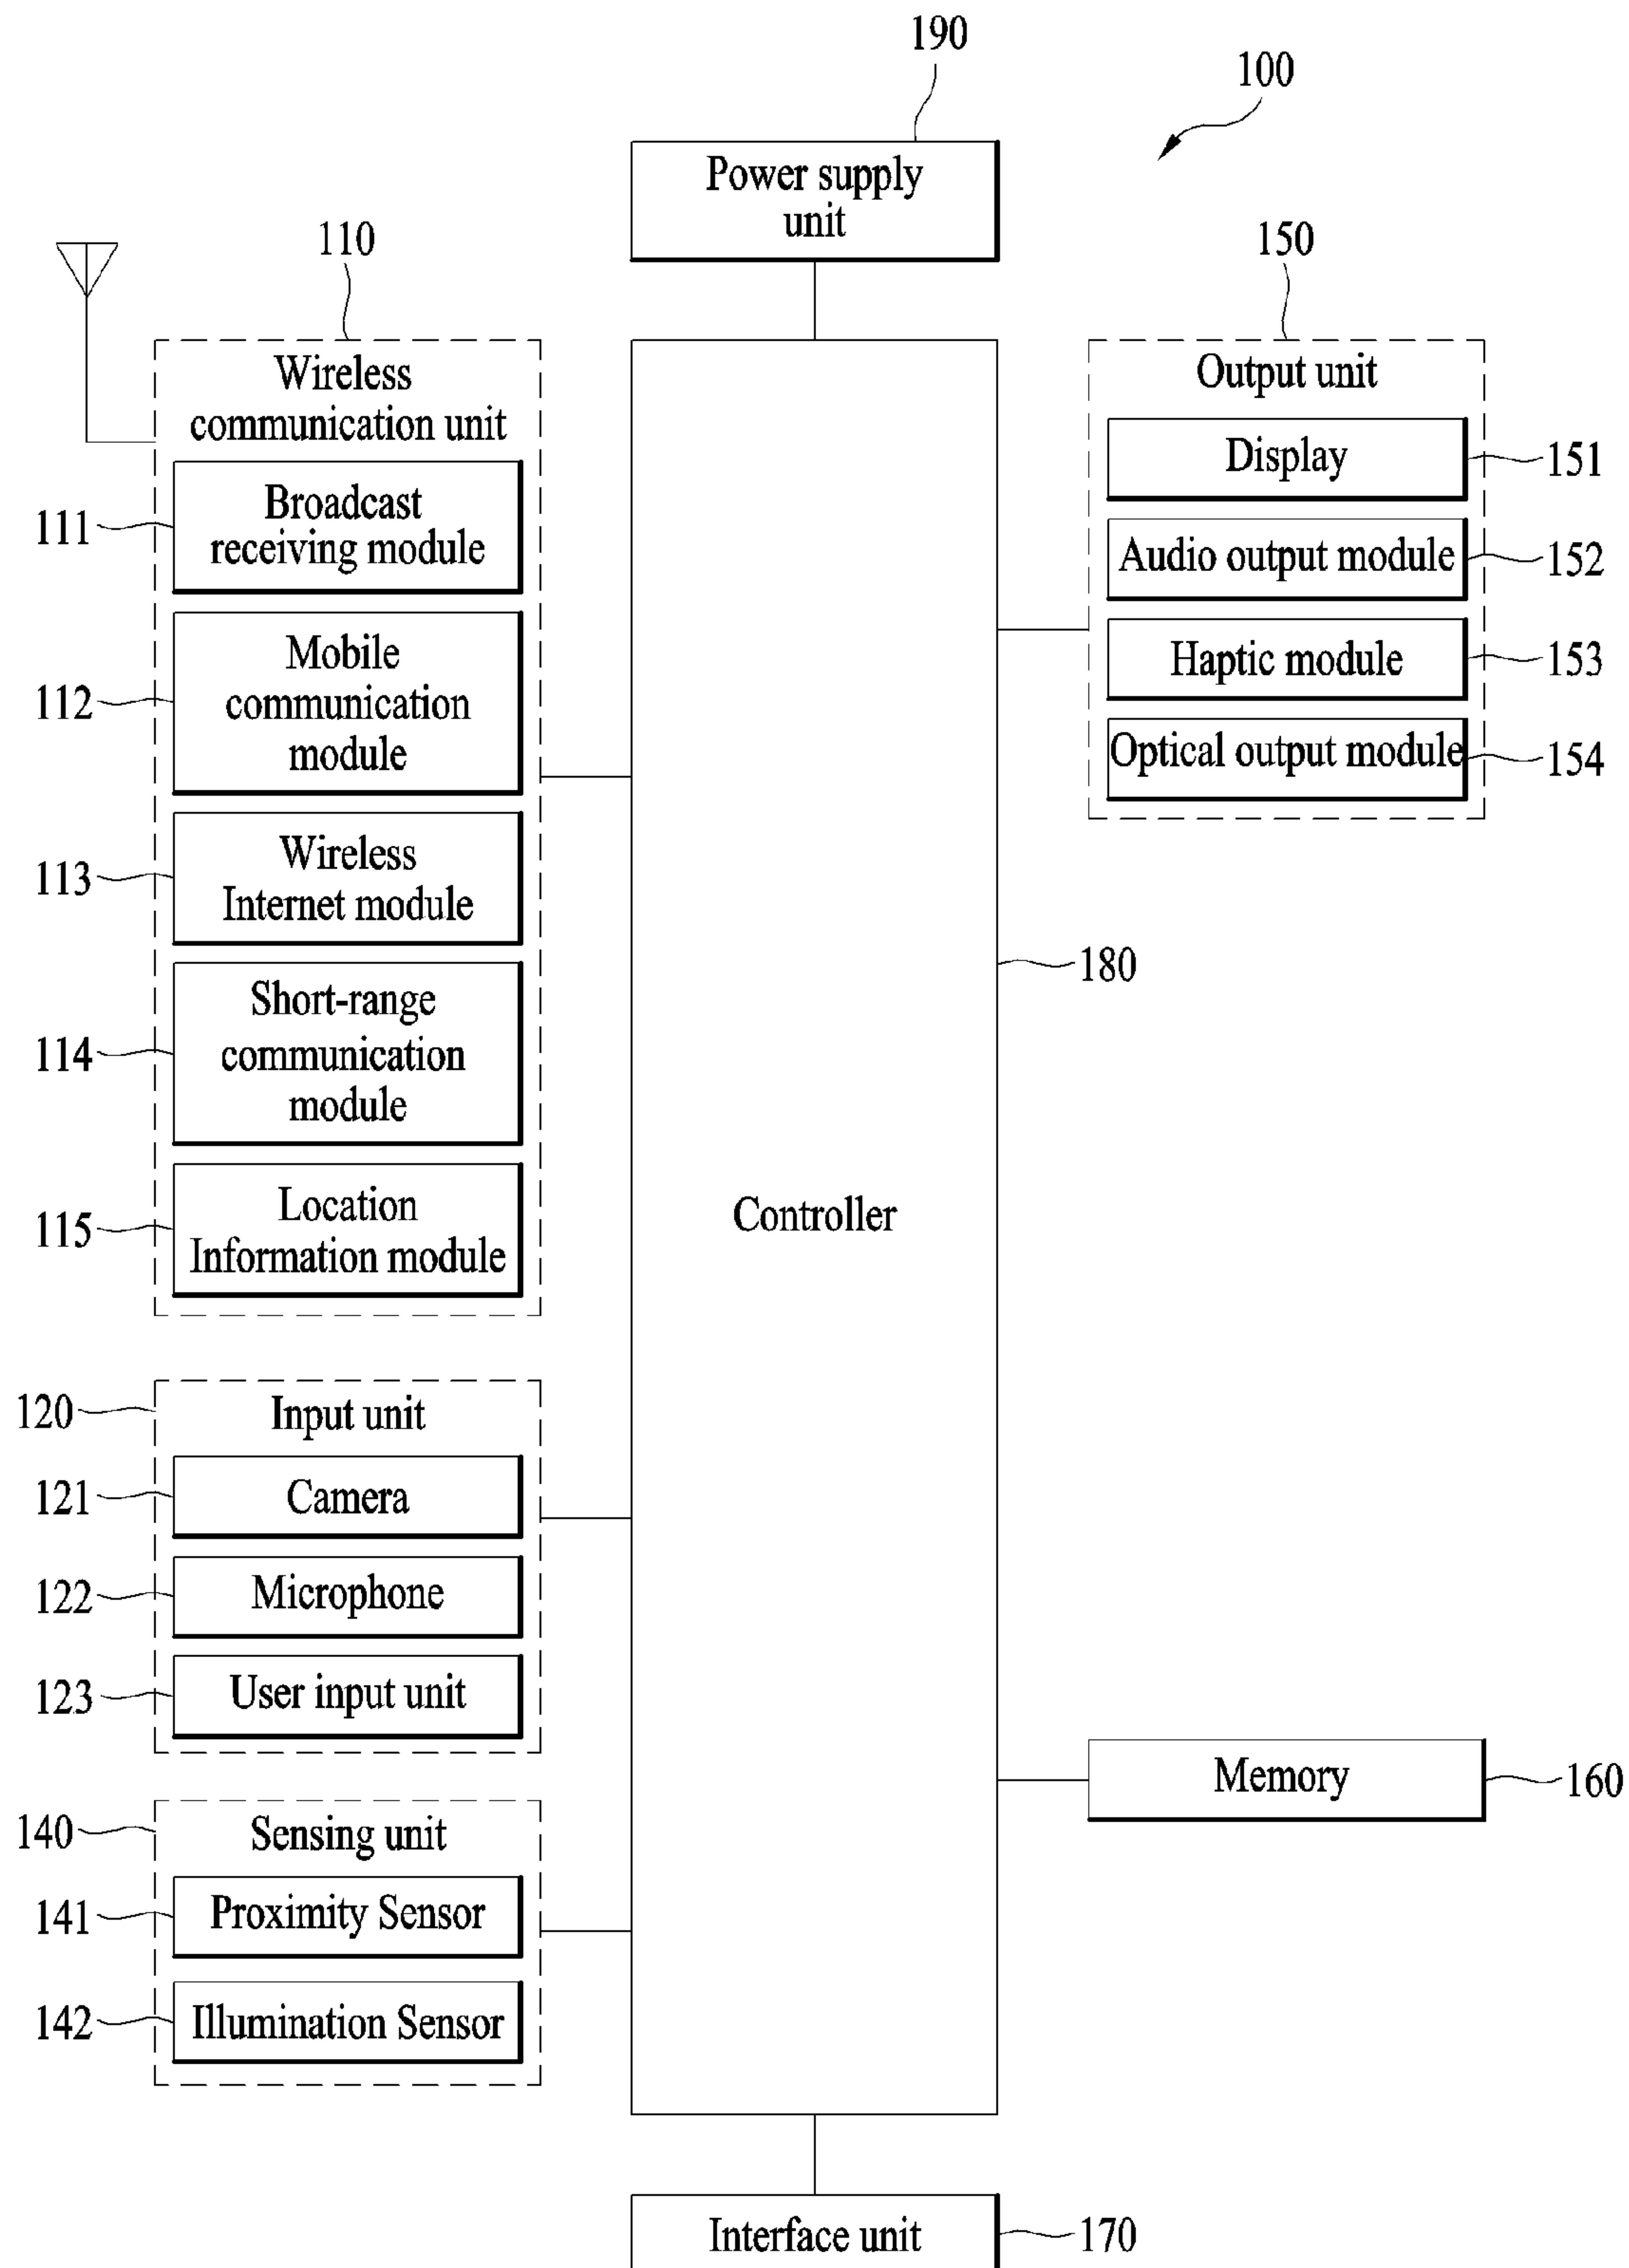 190
100
Power supply
unit
110
150
Wireless
communication unit
Output unit
111
Broadcast
receiving module
Display
151
Audio output module
152
112
Mobile
communication
module
Haptic module
153
Optical output module
154
113
Wireless
Internet module
180
114
Short-range
communication
module
115
Location
Information module
Controller
120
Input unit
121
Camera
122
Microphone
123
User input unit
Memory
160
140
Sensing unit
141
Proximity Sensor
142
Illumination Sensor
Interface unit
170